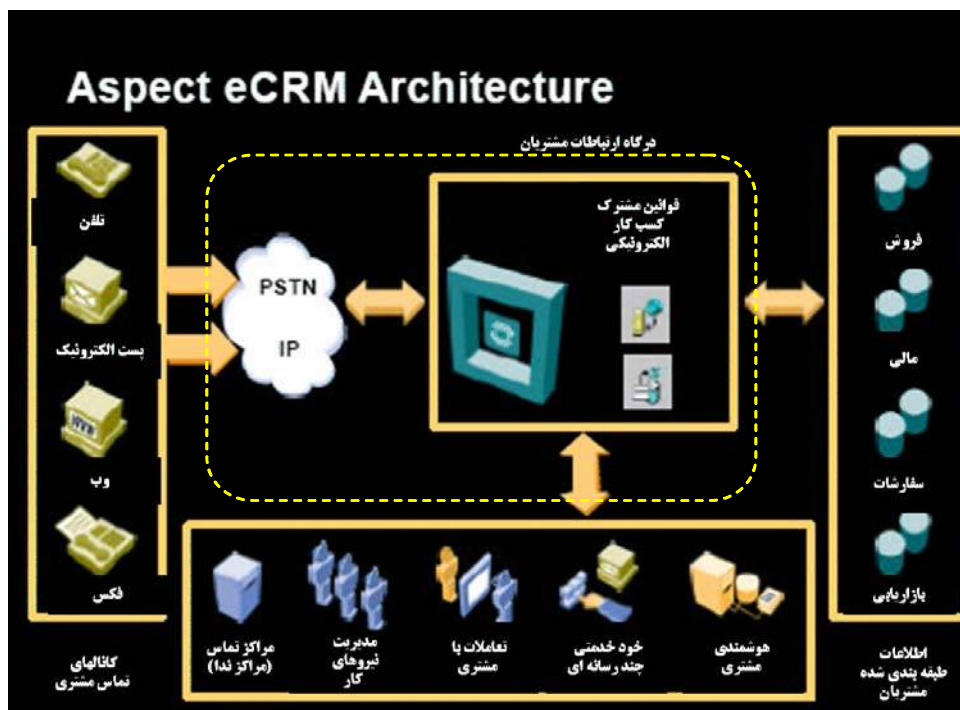 Aspect eCRM Architecture
درگاه ارتباطات مشتریان
تلفن
پست الکترونیک
وب
فکس
کانالهای
تماس مشتری
PSTN
IP
قوانین مشترک
کسب کار
الکترونیکی
فروش
مالی
سفارشات
بازاریابی
اطلاعات
طبقه بندی شده
مشتریان
مراکز تماس
(مراکز ندا)
مدیریت
نیروهای
کار
تعاملات با
مشتری
خود خدمتی
چند رسانه ای
هوشمندی
مشتری